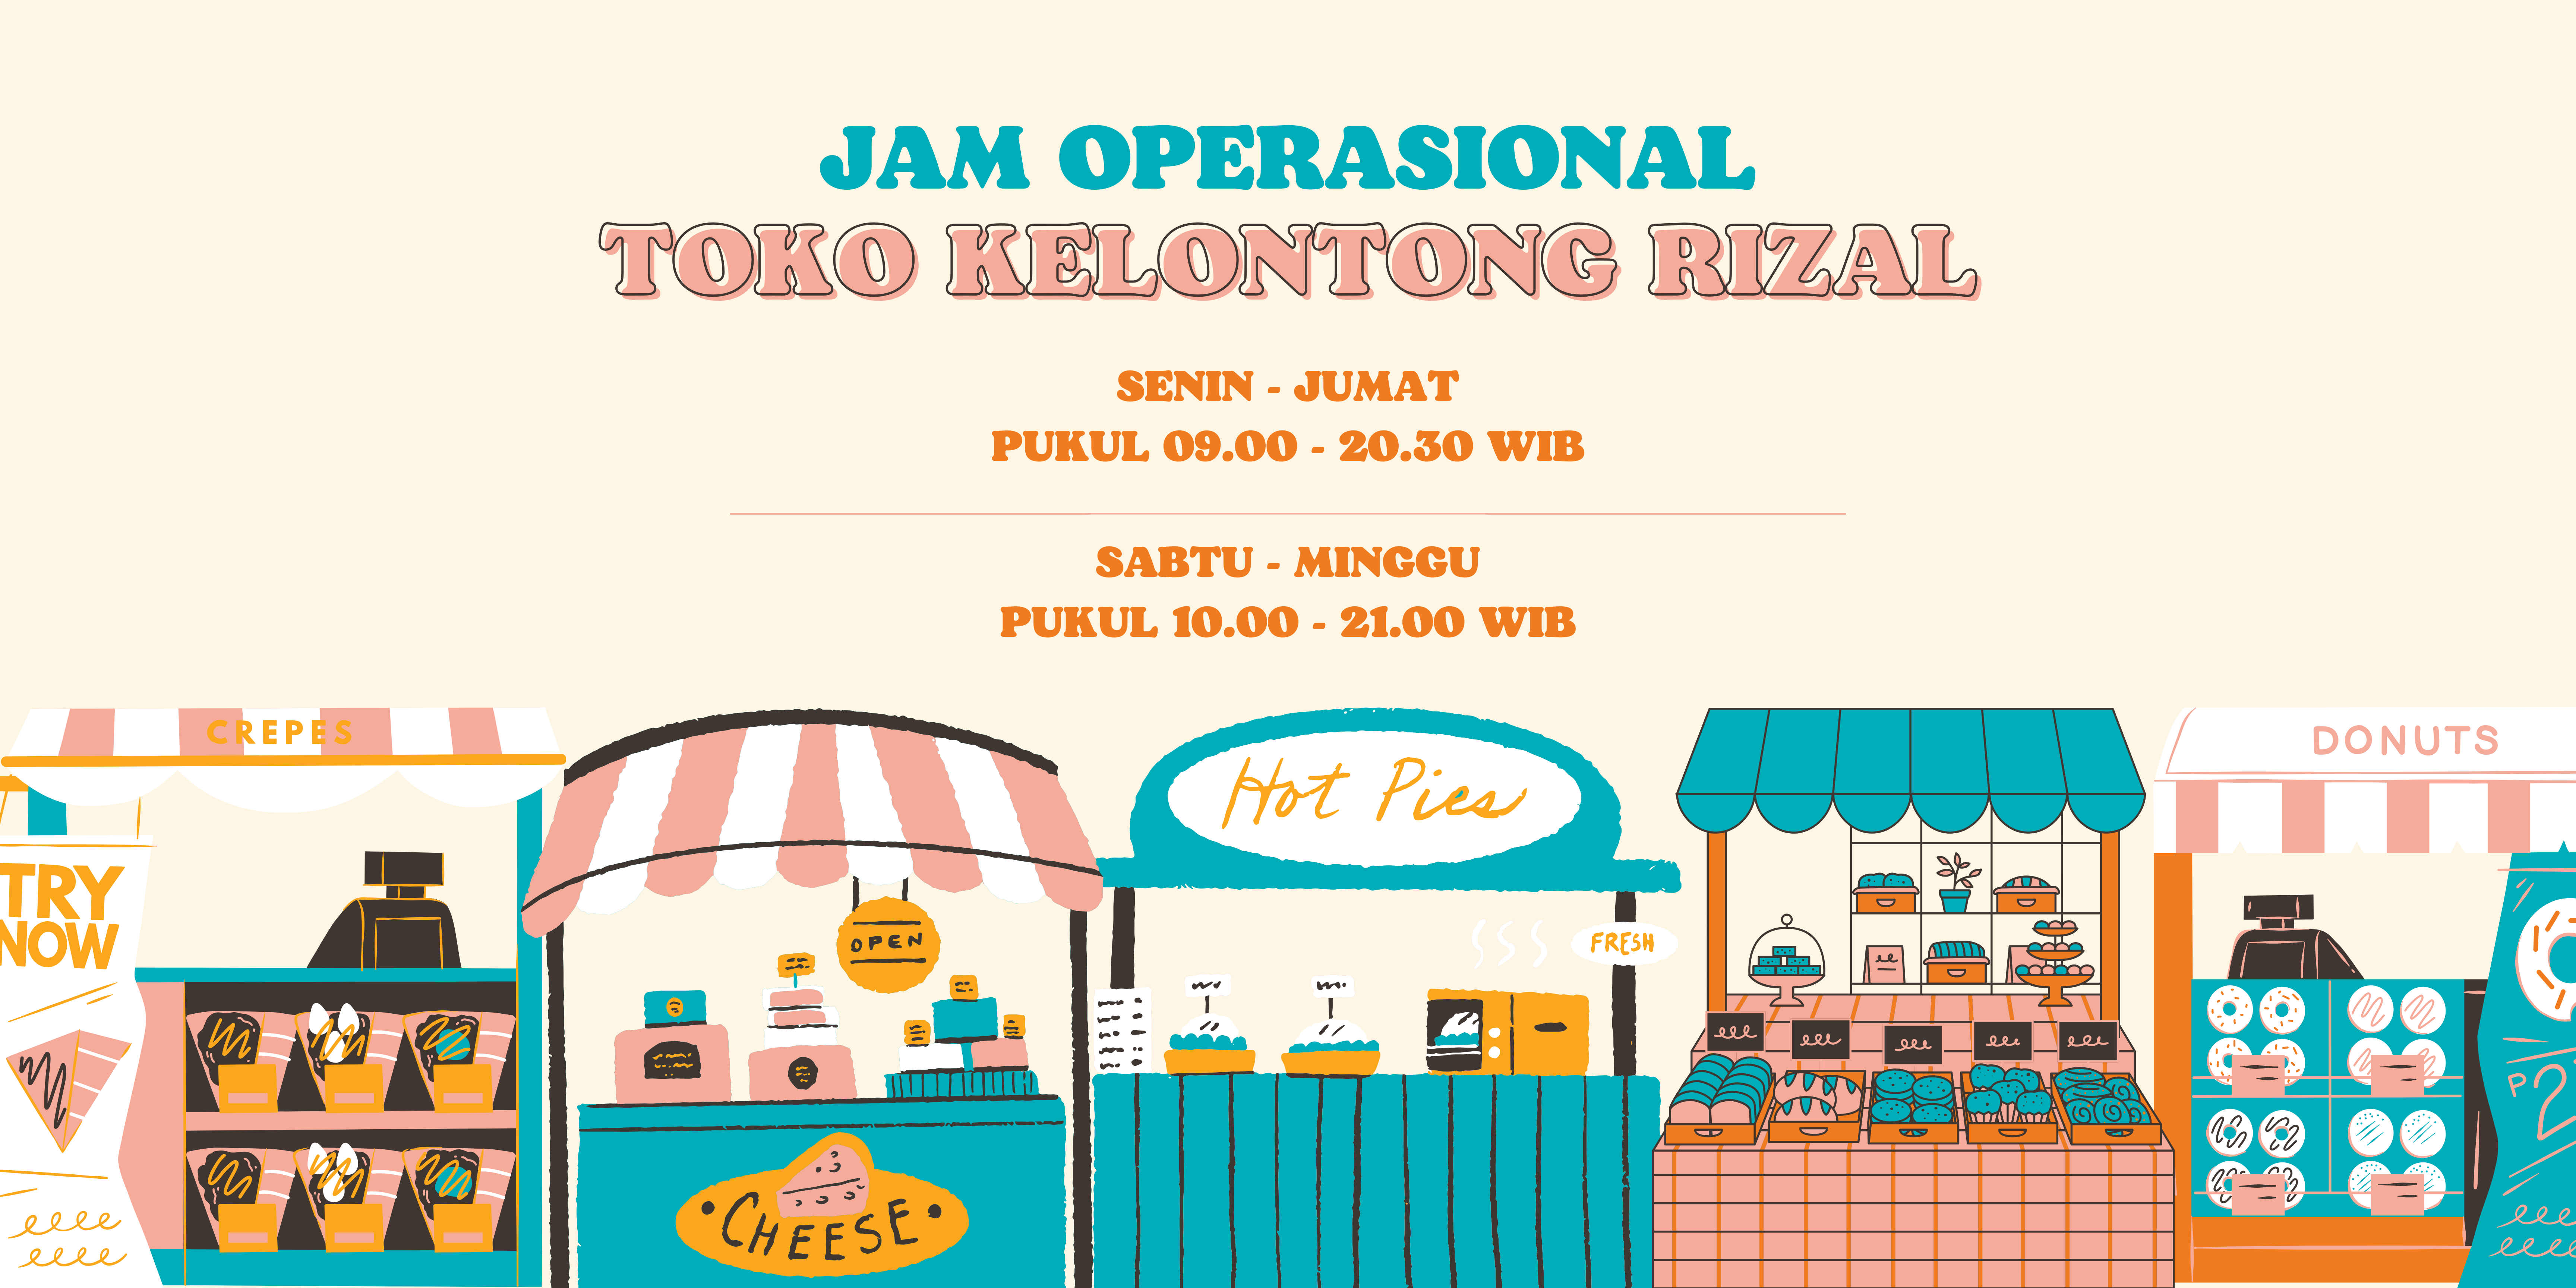 JAM OPERASIONAL
TOKO KELONTONG RIZAL
SENIN - JUMAT
PUKUL 09.00 - 20.30 WIB
SABTU - MINGGU
PUKUL 10.00 - 21.00 WIB
CREPES
Hot Pies
DONUTS
TRY
NOW
OPEN
FRESH
CHEESE